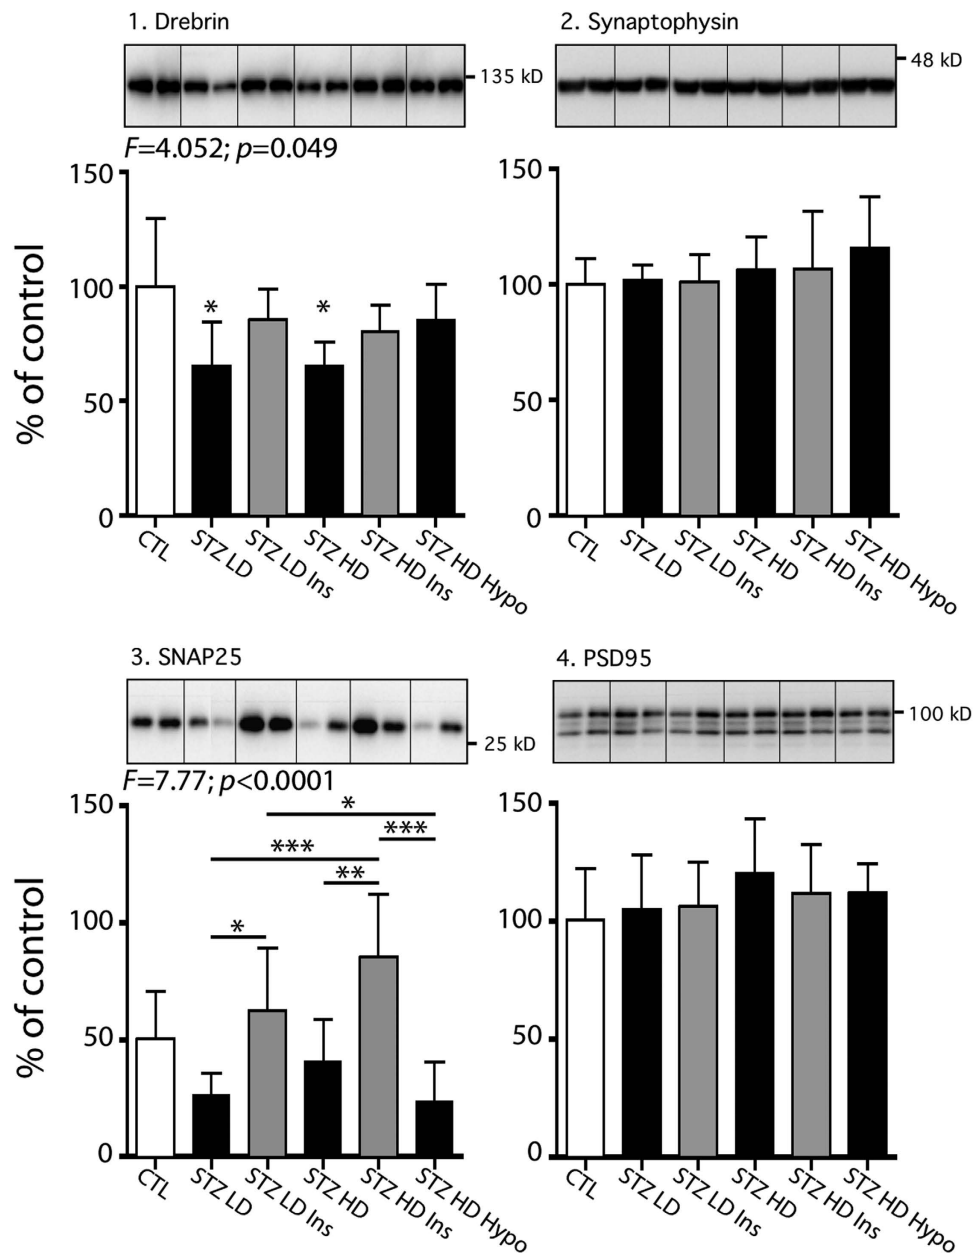 1. Drebrin
135 kD
F=4.052; p=0.049
% of control
150
100
50
0
*
*
CTL
STZ LD
STZ LD Ins
STZ HD
STZ HD Ins
STZ HD Hypo
2. Synaptophysin
48 kD
150
100
50
0
CTL
STZ LD
STZ LD Ins
STZ HD
STZ HD Ins
STZ HD Hypo
3. SNAP25
25 kD
F=7.77; p<0.0001
% of control
150
100
50
0
*
***
***
**
*
CTL
STZ LD
STZ LD Ins
STZ HD
STZ HD Ins
STZ HD Hypo
4. PSD95
100 kD
150
100
50
0
CTL
STZ LD
STZ LD Ins
STZ HD
STZ HD Ins
STZ HD Hypo